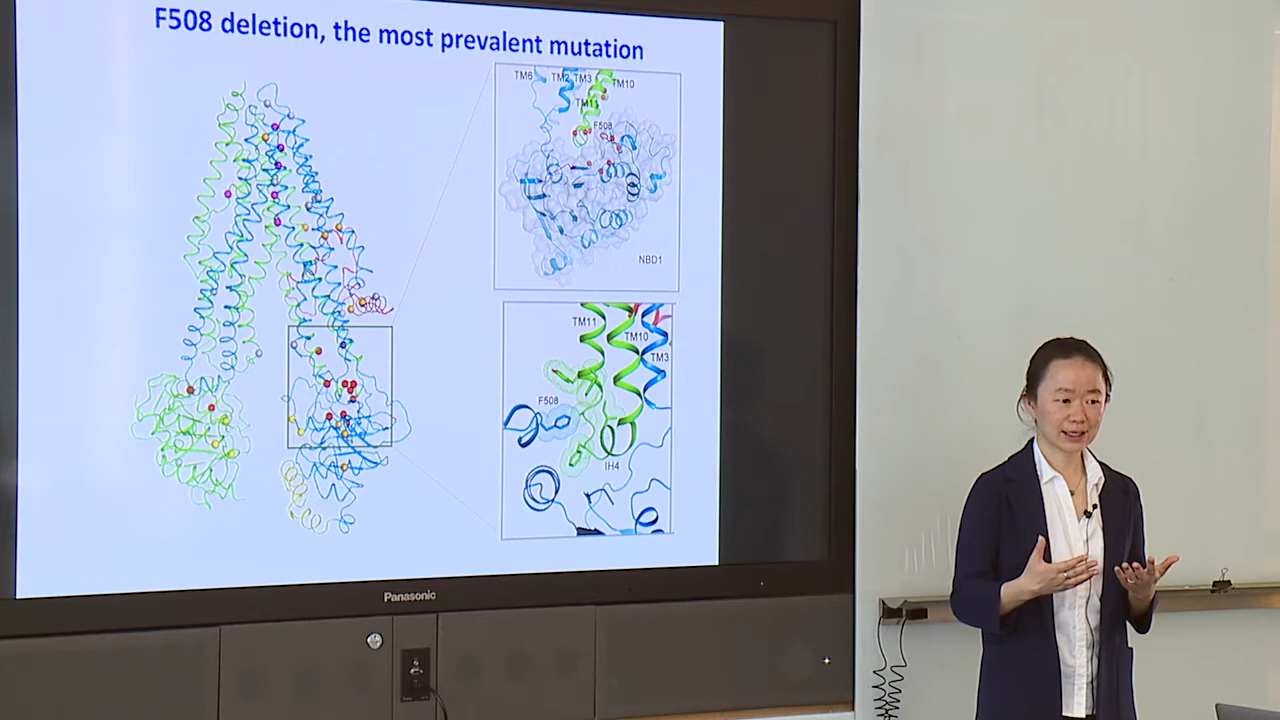 F508 deletion, the most prevalent mutation
TM6 TM2 TM3 TM10
TM11
F508
NBD1
TM11
TM10
TM3
F508
IH4
Panasonic